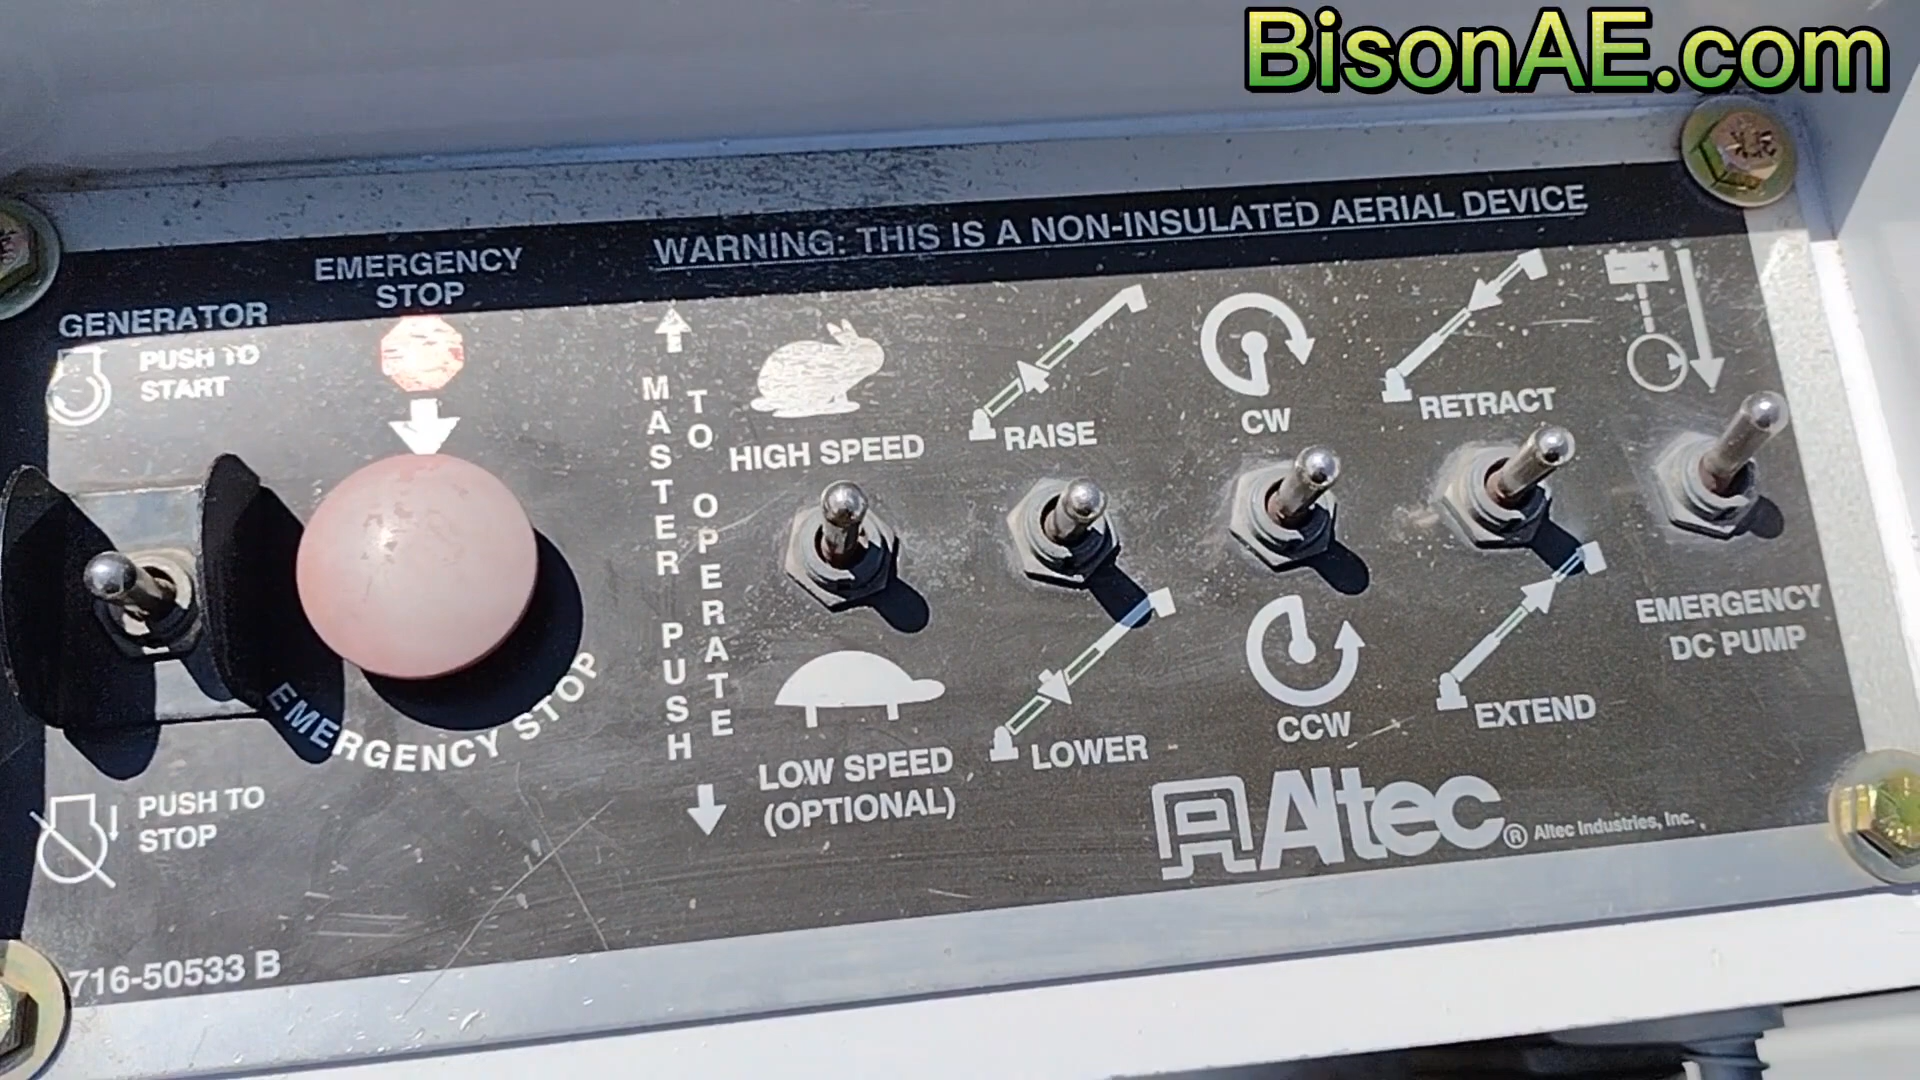 BisonAE.com
WARNING: THIS IS A NON-INSULATED AERIAL DEVICE
EMERGENCY
STOP
GENERATOR
PUSH TO
START
MASTER PUSH
TO OPERATE
HIGH SPEED
RAISE
CW
RETRACT
EMERGENCY STOP
LOW SPEED
(OPTIONAL)
LOWER
CCW
EXTEND
EMERGENCY
DC PUMP
PUSH TO
STOP
Altec® Altec Industries, Inc.
716-50533 B